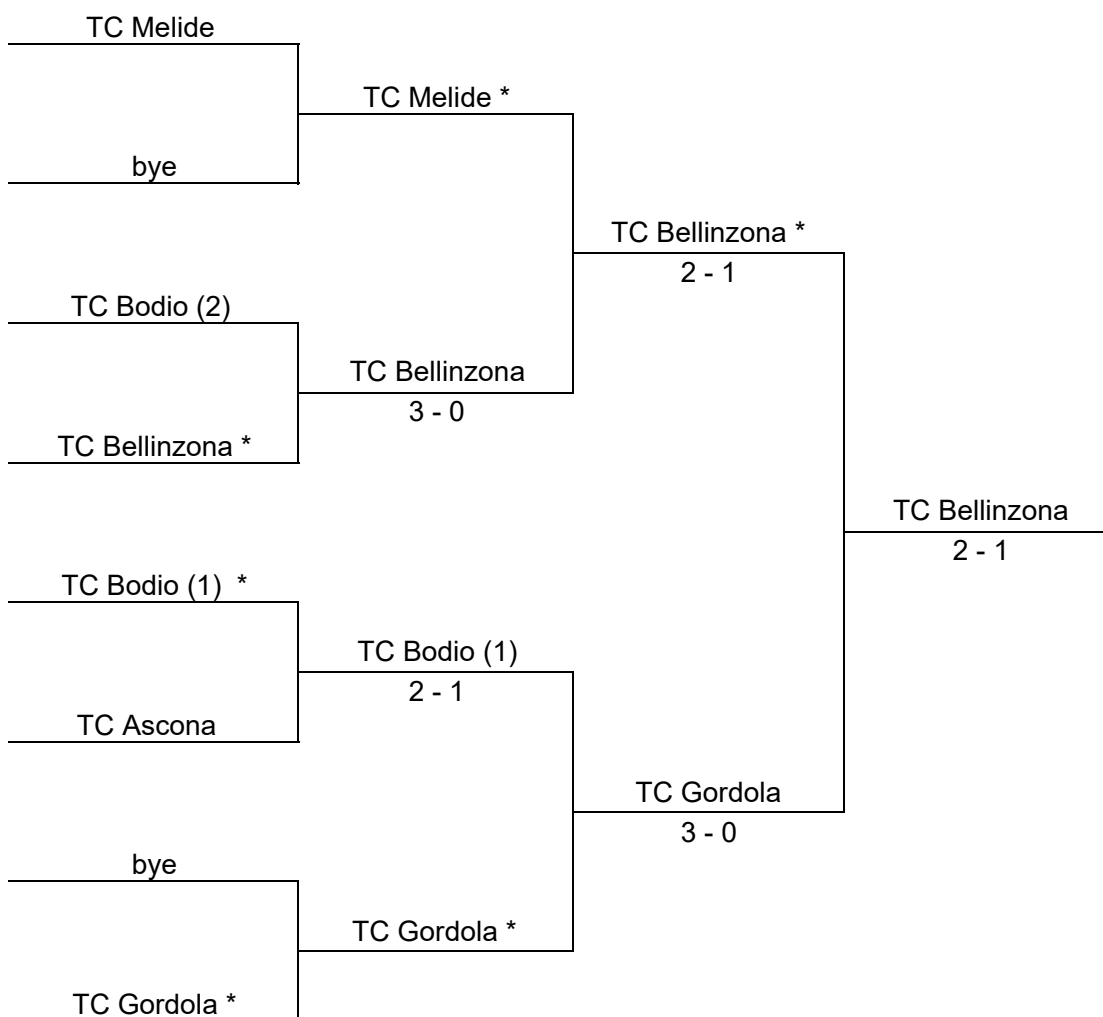 TC Melide
TC Melide *
bye
TC Bellinzona *
2 - 1
TC Bodio (2)
TC Bellinzona
3 - 0
TC Bellinzona *
TC Bellinzona
2 - 1
TC Bodio (1)  *
TC Bodio (1)
2 - 1
TC Ascona
TC Gordola
3 - 0
bye
TC Gordola *
TC Gordola *